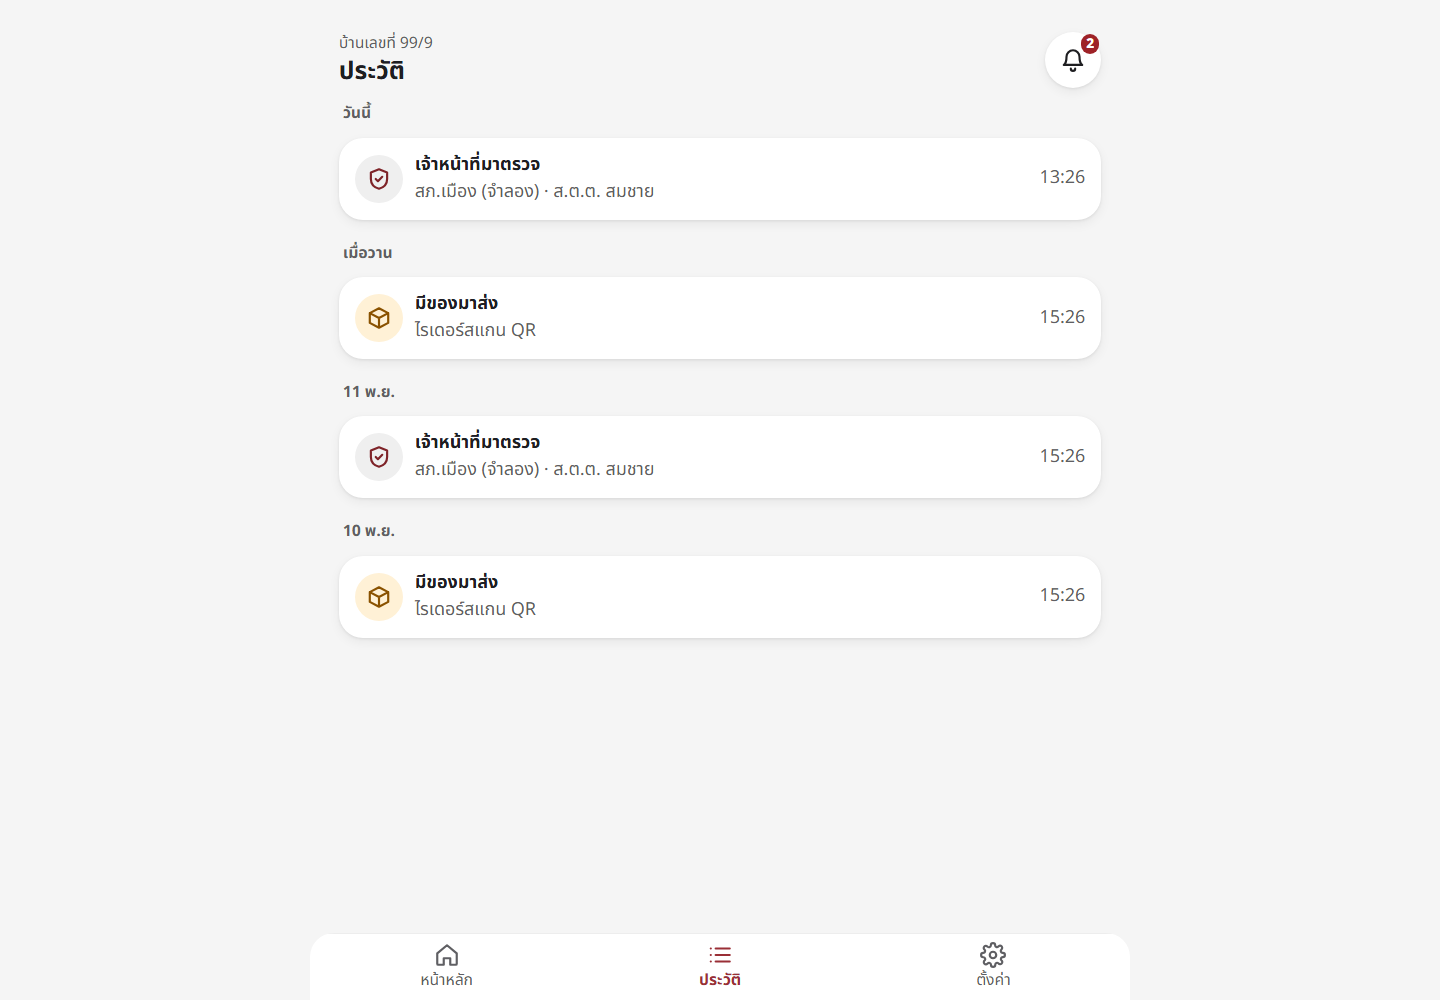 บ้านเลขที่ 99/9
ประวัติ
2
วันนี้
เจ้าหน้าที่มาตรวจ
สภ.เมือง (จำลอง) · ส.ต.ต. สมชาย
13:26
เมื่อวาน
มีของมาส่ง
ไรเดอร์สแกน QR
15:26
11 พ.ย.
เจ้าหน้าที่มาตรวจ
สภ.เมือง (จำลอง) · ส.ต.ต. สมชาย
15:26
10 พ.ย.
มีของมาส่ง
ไรเดอร์สแกน QR
15:26
หน้าหลัก
ประวัติ
ตั้งค่า